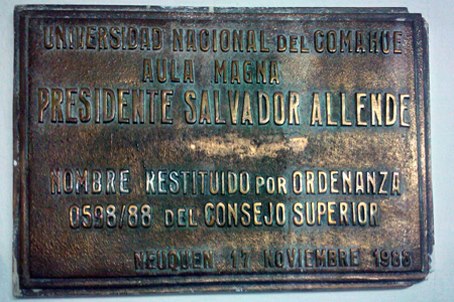 UNIVERSIDAD NACIONAL DEL COMAHUE
AULA MAGNA
PRESIDENTE SALVADOR ALLENDE
NOMBRE RESTITUIDO POR ORDENANZA
0598/88 DEL CONSEJO SUPERIOR
NEUQUEN 17 NOVIEMBRE 1988